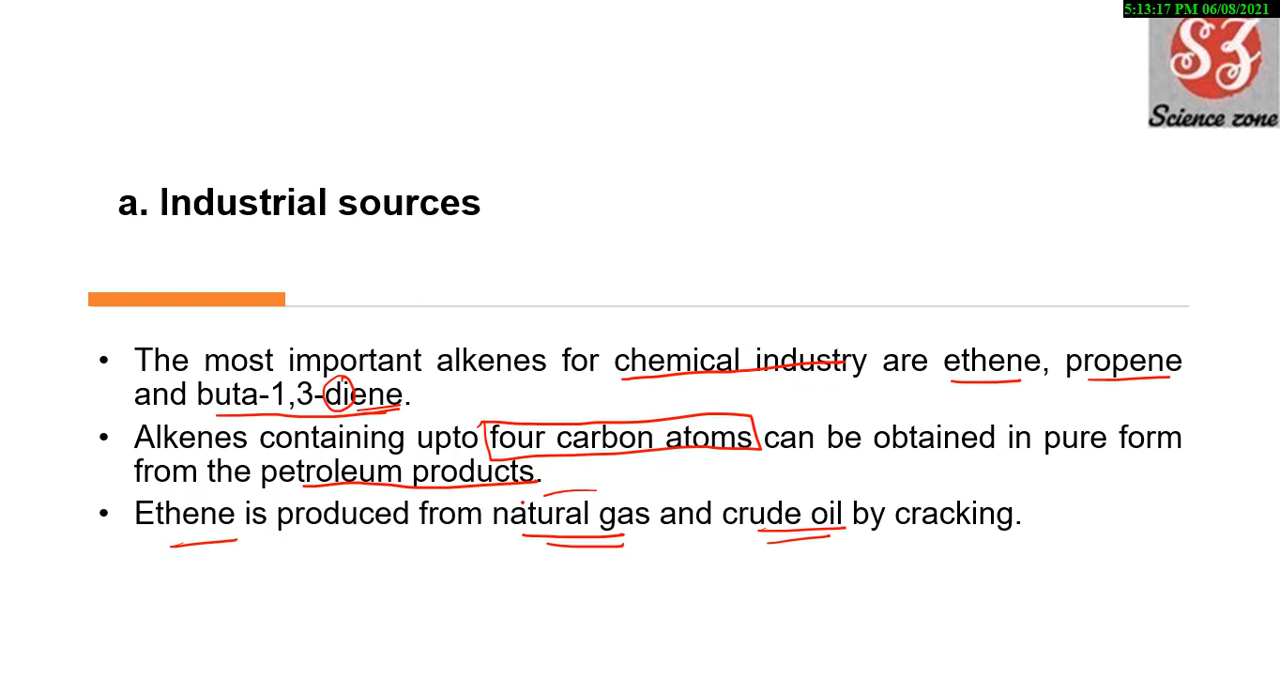 5:13:17 PM 06/08/2021
SZ
Science zone
a. Industrial sources
• The most important alkenes for chemical industry are ethene, propene
and buta-1,3-diene.
• Alkenes containing upto four carbon atoms can be obtained in pure form
from the petroleum products.
• Ethene is produced from natural gas and crude oil by cracking.